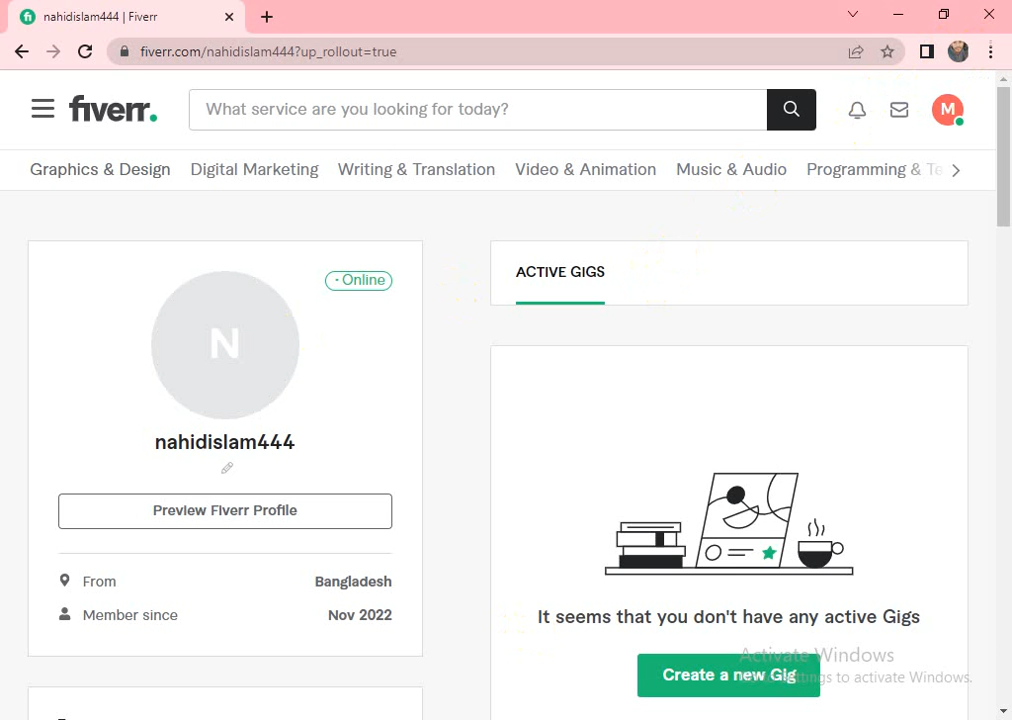 nahidislam444 | Fiverr
fiverr.com/nahidislam444?up_rollout=true
fiverr.
What service are you looking for today?
M
Graphics & Design Digital Marketing Writing & Translation Video & Animation Music & Audio Programming & Te
Online
N
nahidislam444
Preview Fiverr Profile
From Bangladesh
Member since Nov 2022
ACTIVE GIGS
It seems that you don't have any active Gigs
Create a new Gig
Activate Windows
Go to Settings to activate Windows.